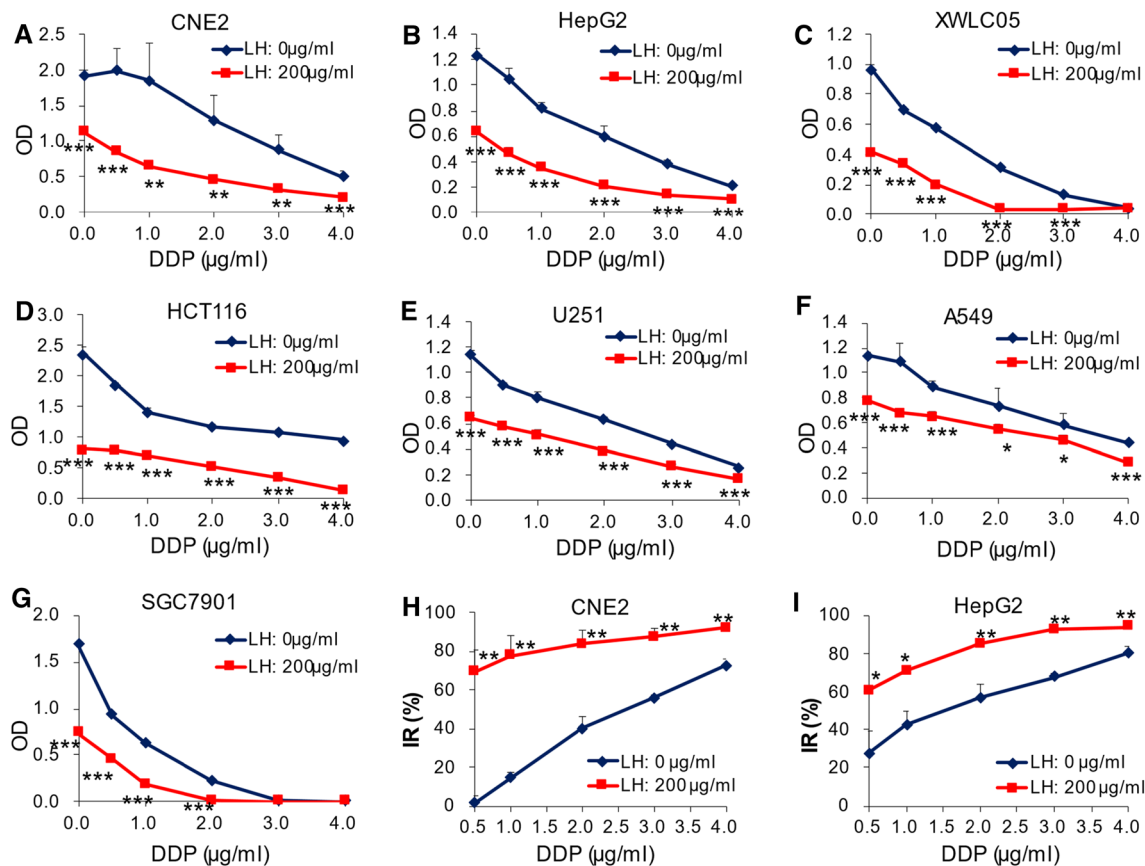 A
CNE2
2.5
2.0
1.5
1.0
0.5
0.0
OD
LH: 0µg/ml
LH: 200µg/ml
***
***
**
**
**
***
0.0 1.0 2.0 3.0 4.0
DDP (µg/ml)
B
HepG2
1.4
1.2
1.0
0.8
0.6
0.4
0.2
0.0
OD
LH: 0µg/ml
LH: 200µg/ml
***
***
***
***
***
***
0.0 1.0 2.0 3.0 4.0
DDP (µg/ml)
C
XWLC05
1.2
1.0
0.8
0.6
0.4
0.2
0.0
OD
LH: 0µg/ml
LH: 200µg/ml
***
***
***
***
***
0.0 1.0 2.0 3.0 4.0
DDP (µg/ml)
D
HCT116
3.0
2.5
2.0
1.5
1.0
0.5
0.0
OD
LH: 0µg/ml
LH: 200µg/ml
***
***
***
***
***
***
0.0 1.0 2.0 3.0 4.0
DDP (µg/ml)
E
U251
1.4
1.2
1.0
0.8
0.6
0.4
0.2
0.0
OD
LH: 0µg/ml
LH: 200µg/ml
***
***
***
***
***
***
0.0 1.0 2.0 3.0 4.0
DDP (µg/ml)
F
A549
1.4
1.2
1.0
0.8
0.6
0.4
0.2
0.0
OD
LH: 0µg/ml
LH: 200µg/ml
***
***
***
*
*
***
0.0 1.0 2.0 3.0 4.0
DDP (µg/ml)
G
SGC7901
2.0
1.5
1.0
0.5
0.0
OD
LH: 0µg/ml
LH: 200µg/ml
***
***
***
***
0.0 1.0 2.0 3.0 4.0
DDP (µg/ml)
H
CNE2
100
80
60
40
20
0
IR (%)
**
**
**
**
**
LH: 0 µg/ml
LH: 200 µg/ml
0.5 1.0 1.5 2.0 2.5 3.0 3.5 4.0
DDP (µg/ml)
I
HepG2
100
80
60
40
20
0
IR (%)
*
*
**
**
**
LH: 0 µg/ml
LH: 200 µg/ml
0.5 1.0 1.5 2.0 2.5 3.0 3.5 4.0
DDP (µg/ml)